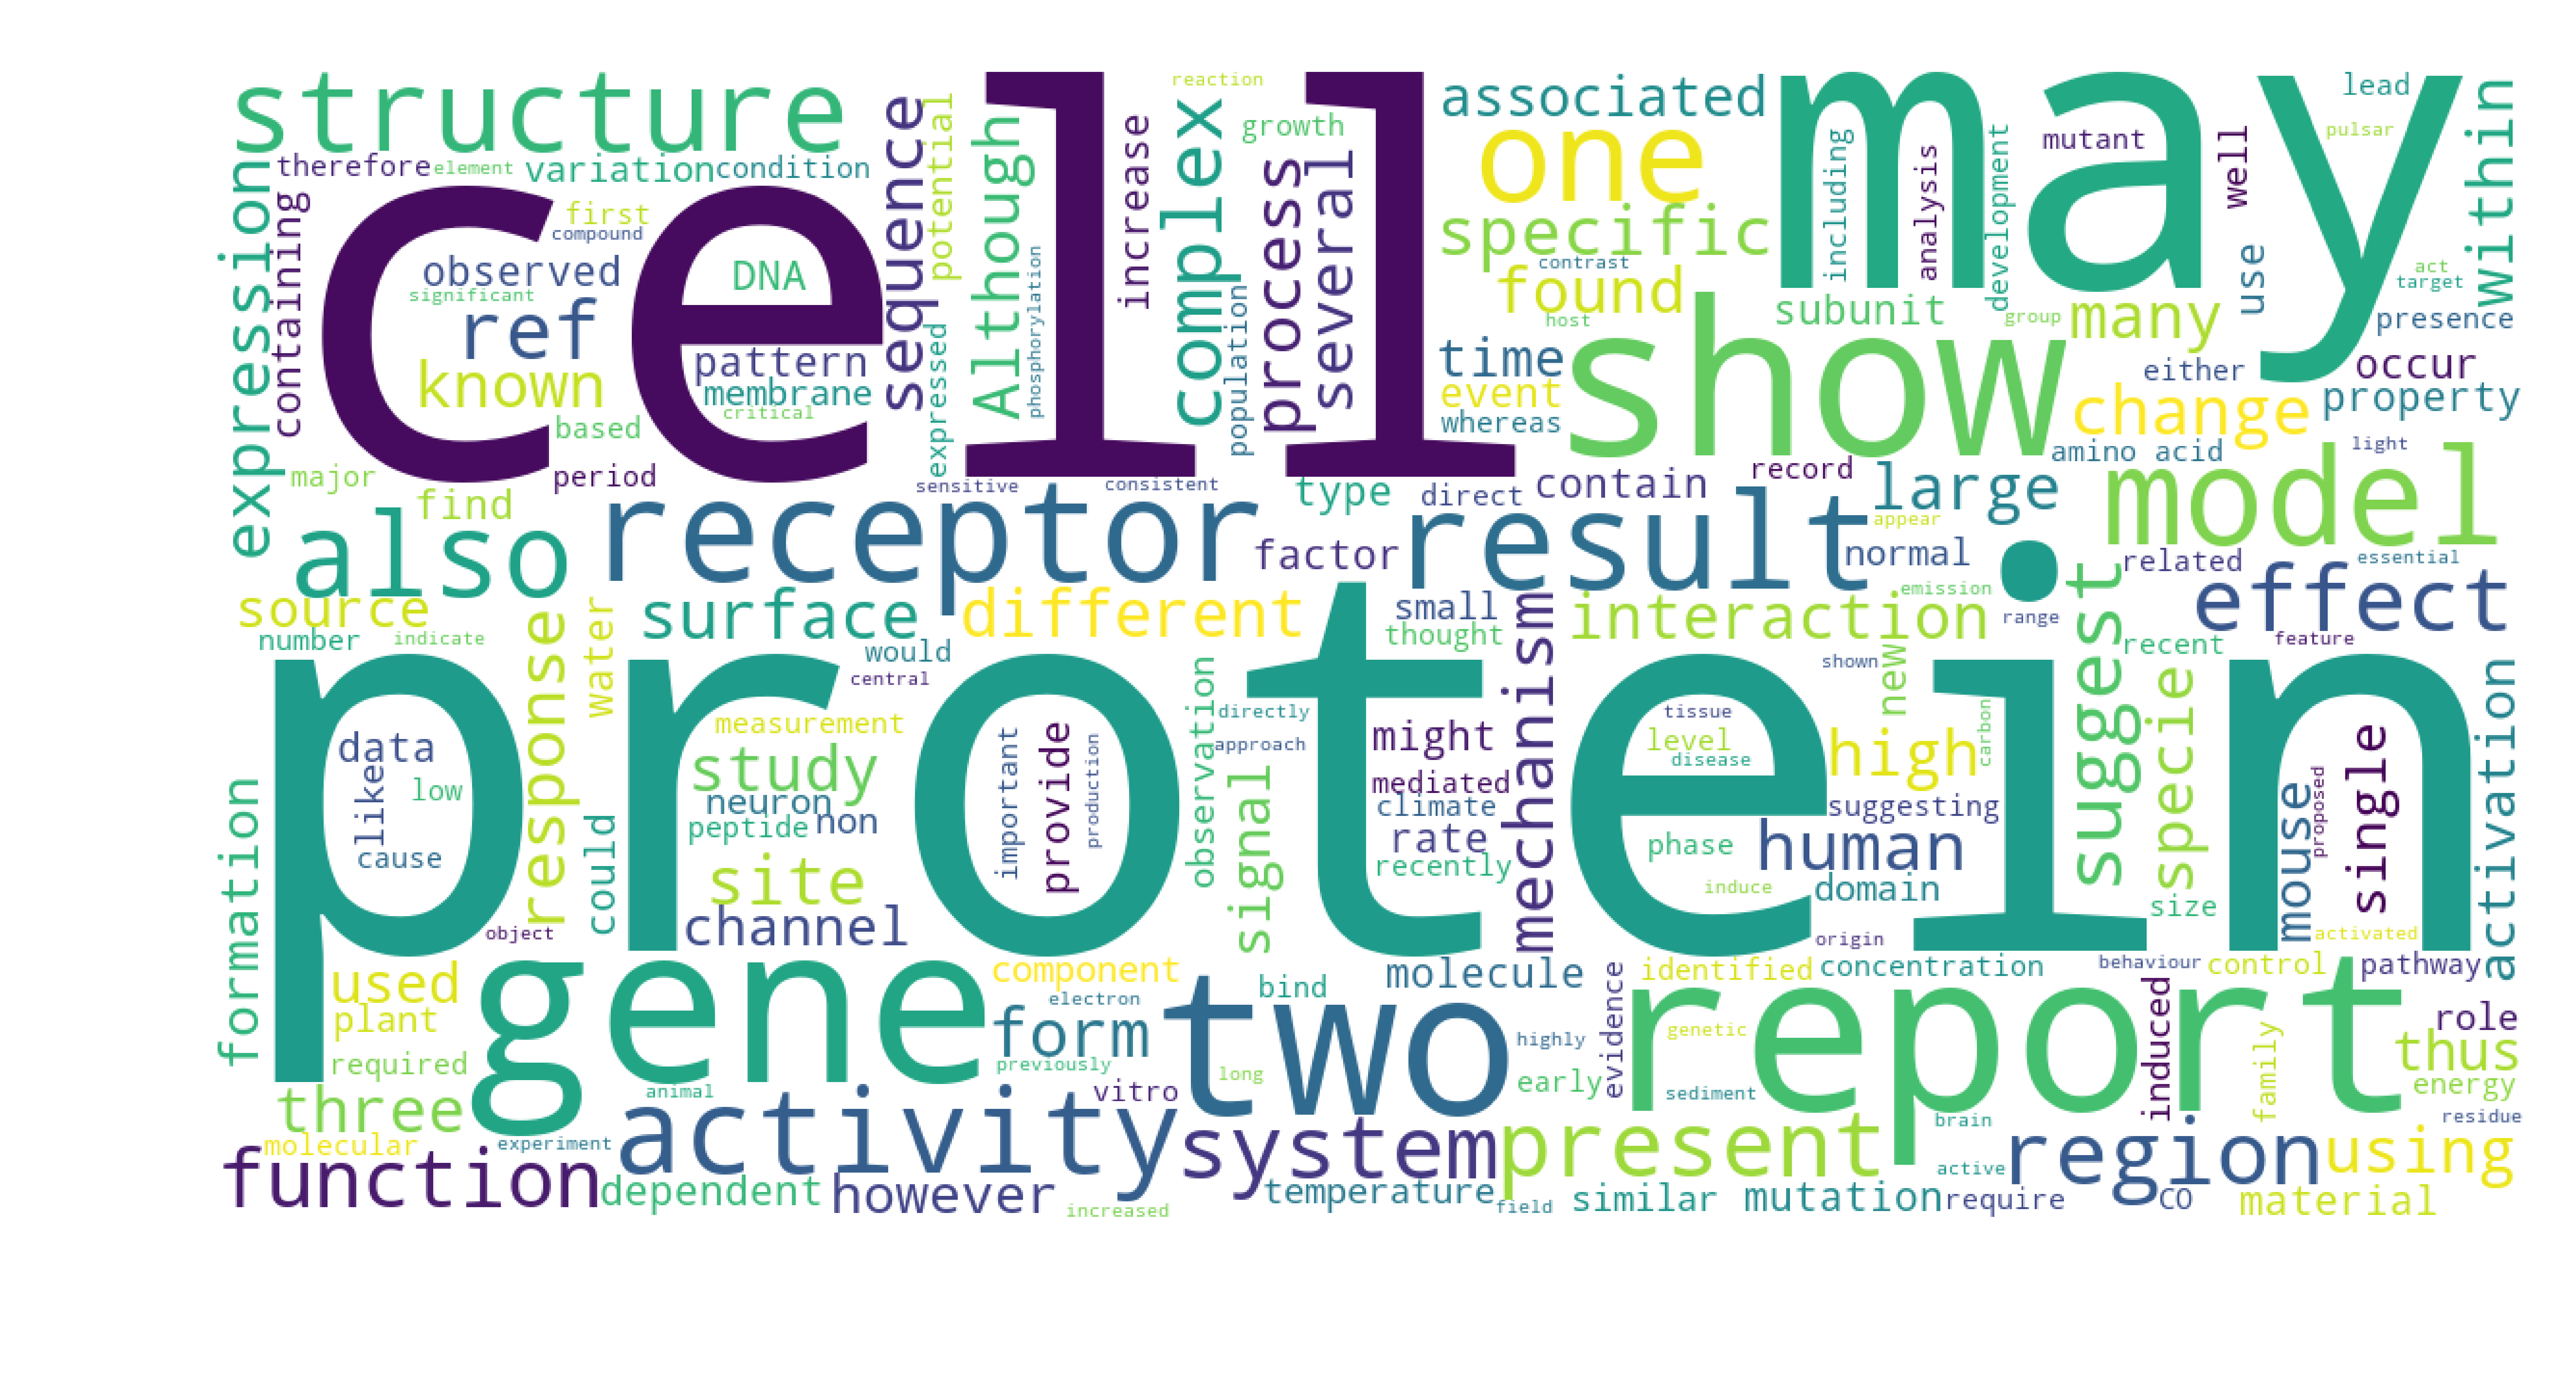 cell
protein
may
show
receptor
result
gene
two
report
structure
also
model
effect
activity
function
system
present
region
expression
sequence
Although
complex
process
several
associated
one
specific
found
within
many
change
property
large
time
event
whereas
type
direct
contain
record
amino acid
light
occur
either
presence
target
act
pulsar
lead
mutant
well
use
development
analysis
including
group
subunit
host
contrast
growth
reaction
increase
population
phosphorylation
potential
expressed
therefore
element
variation
condition
containing
first
compound
observed
significant
DNA
ref
pattern
known
membrane
critical
based
major
period
find
sensitive
consistent
factor
normal
appear
related
essential
source
number
indicate
response
water
surface
would
central
different
small
thought
mechanism
interaction
emission
range
suggest
recent
feature
shown
new
specie
activation
data
like
low
cause
measurement
study
neuron
peptide
non
site
channel
could
object
formation
important
provide
production
observation
directly
approach
signal
might
mediated
climate
rate
recently
tissue
level
disease
phase
induce
high
carbon
suggesting
human
domain
origin
size
mouse
proposed
single
activated
used
plant
required
three
molecular
experiment
animal
component
electron
form
previously
vitro
bind
long
molecule
highly
early
evidence
identified
concentration
genetic
sediment
behaviour
control
pathway
induced
family
role
thus
energy
residue
brain
active
using
dependent
however
increased
temperature
field
similar
mutation
require
CO
material